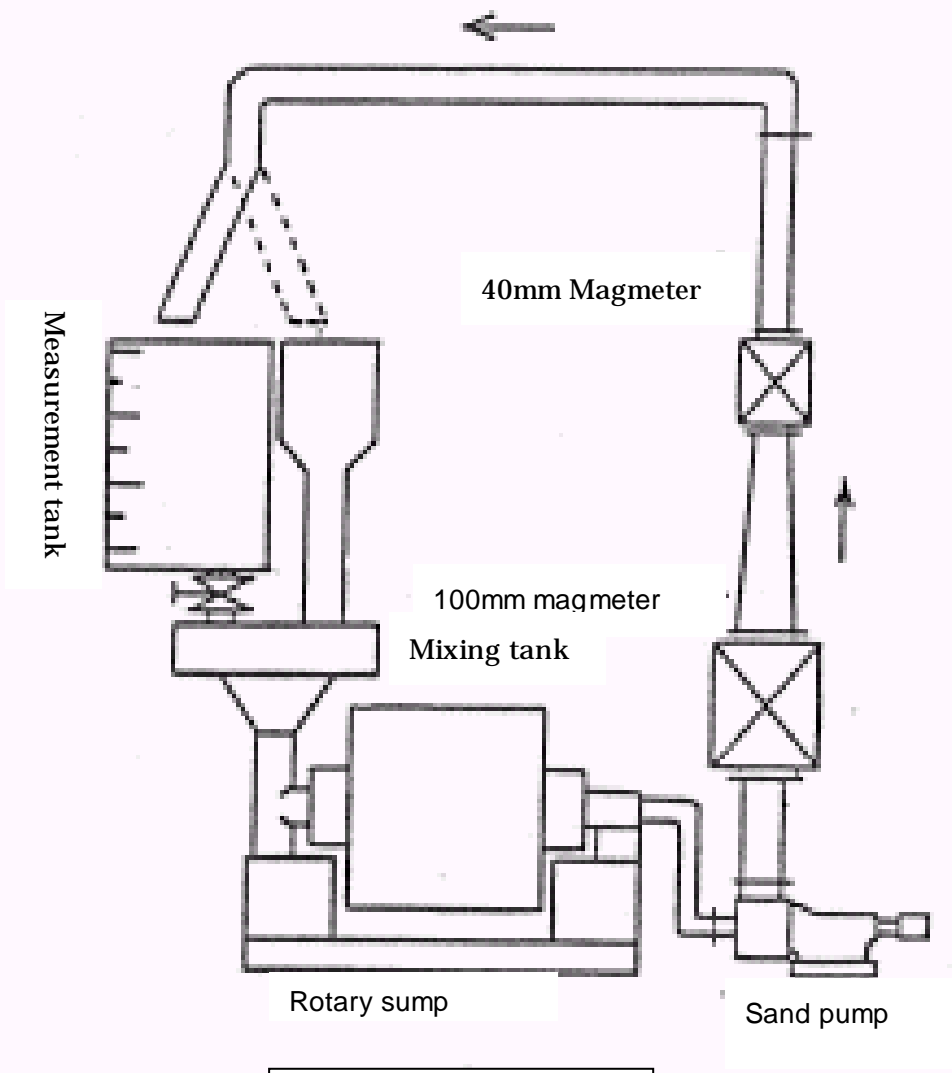 40mm Magmeter
Measurement tank
100mm magmeter
Mixing tank
Rotary sump
Sand pump